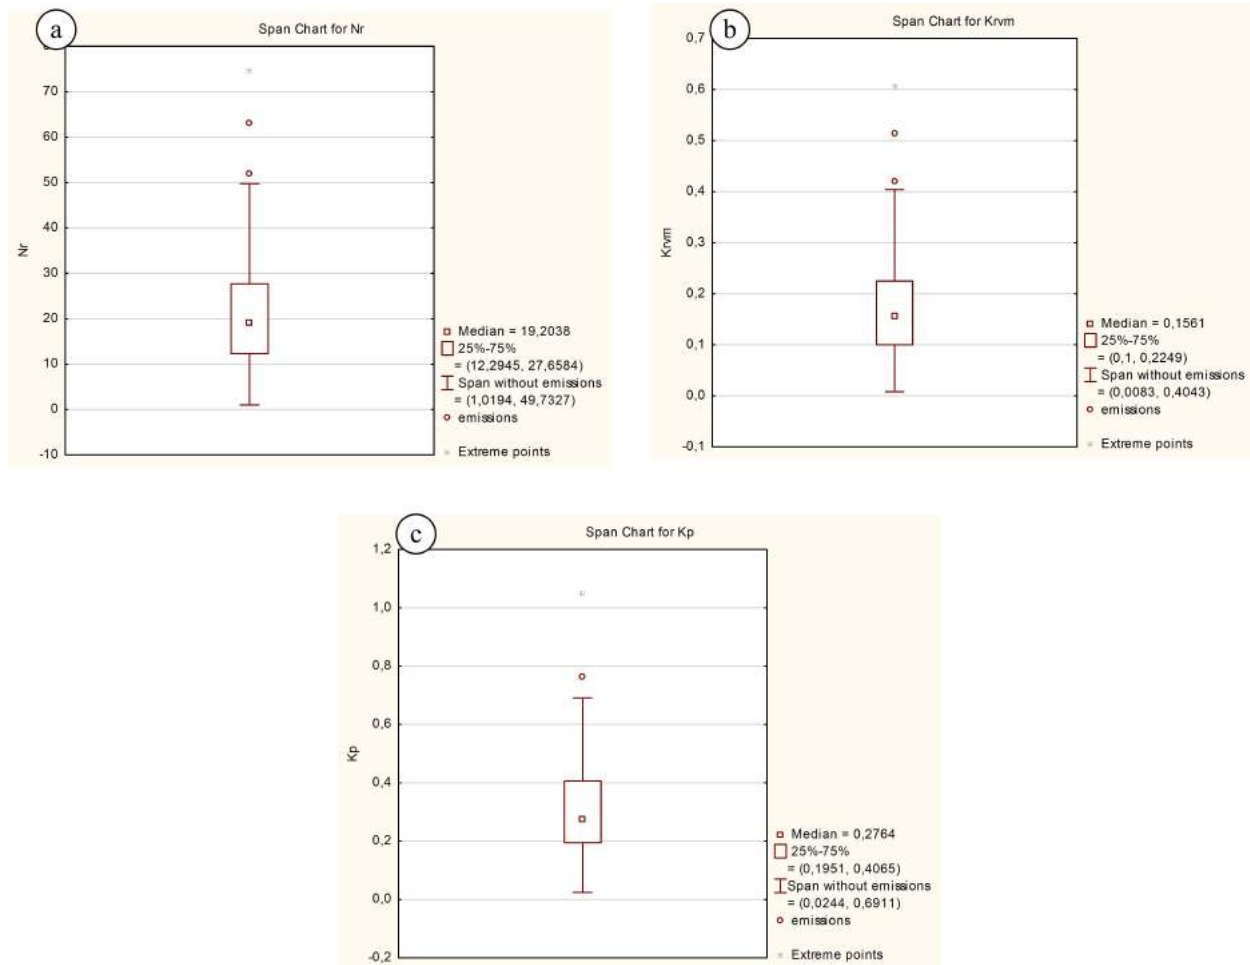 a
Span Chart for Nr
70
60
50
40
30
20
10
0
-10
Nr
Median = 19,2038
25%-75%
= (12,2945, 27,6584)
Span without emissions
= (1,0194, 49,7327)
emissions
Extreme points
b
Span Chart for Krvm
0,7
0,6
0,5
0,4
0,3
0,2
0,1
0,0
-0,1
Krvm
Median = 0,1561
25%-75%
= (0,1, 0,2249)
Span without emissions
= (0,0083, 0,4043)
emissions
Extreme points
c
Span Chart for Kp
1,2
1,0
0,8
0,6
0,4
0,2
0,0
-0,2
Kp
Median = 0,2764
25%-75%
= (0,1951, 0,4065)
Span without emissions
= (0,0244, 0,6911)
emissions
Extreme points